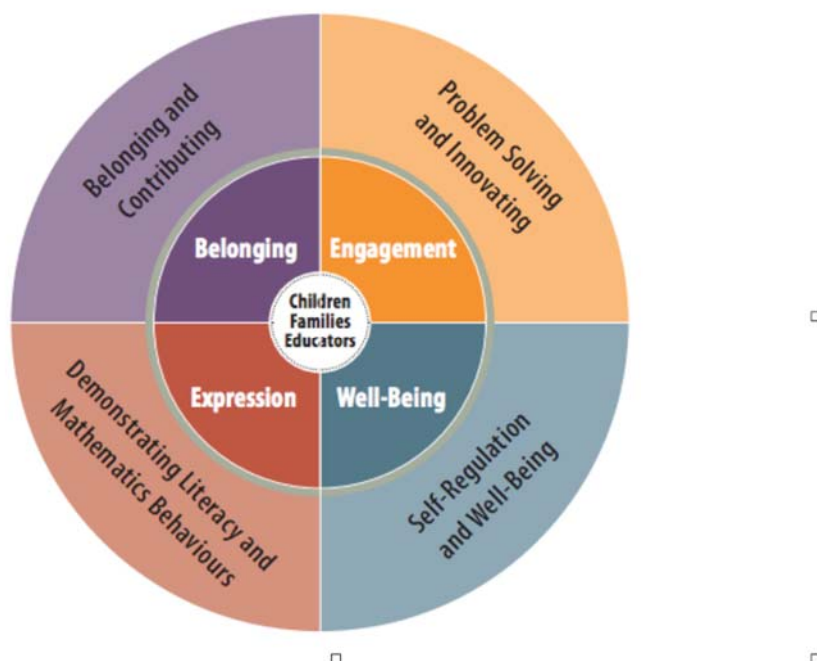 Belonging and
Contributing
Problem Solving
and Innovating
Belonging
Engagement
Children
Families
Educators
Expression
Well-Being
Demonstrating Literacy and
Mathematics Behaviours
Self-Regulation
and Well-Being